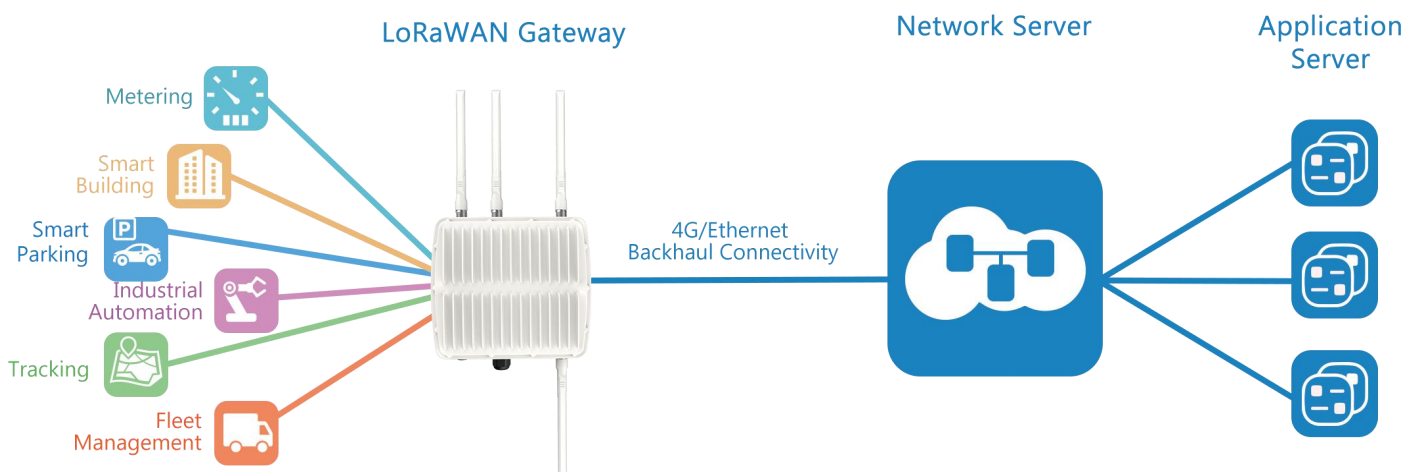 LoRaWAN Gateway
Network Server
Application
Server
Metering
Smart
Building
Smart
Parking
P
Industrial
Automation
Tracking
Fleet
Management
4G/Ethernet
Backhaul Connectivity